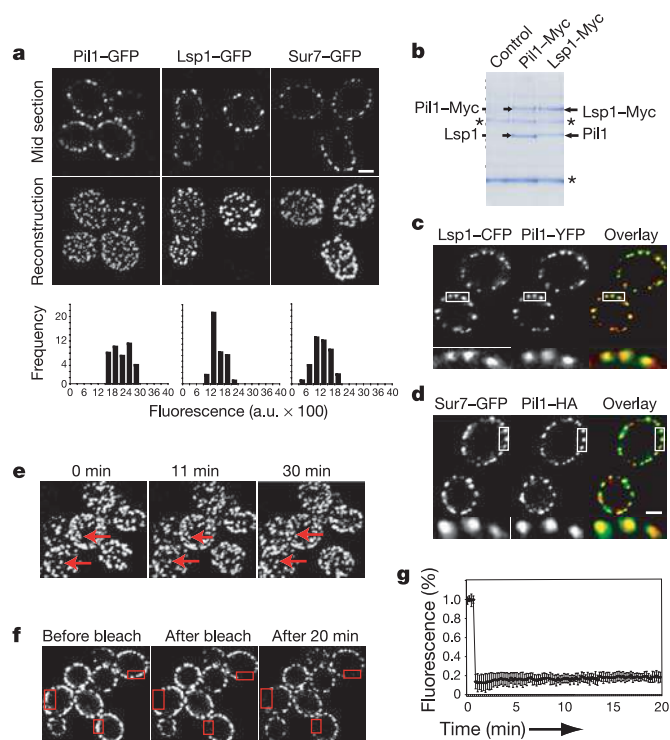 a
Pil1–GFP Lsp1–GFP Sur7–GFP
Mid section
Reconstruction
Frequency
20
12
4
0
0 6 12 18 24 30 36 40
0 6 12 18 24 30 36 40
0 6 12 18 24 30 36 40
Fluorescence (a.u. × 100)
b
Control
Pil1–Myc
Lsp1–Myc
Pil1–Myc
Lsp1–Myc
*
*
Lsp1
Pil1
*
c
Lsp1–CFP Pil1–YFP Overlay
d
Sur7–GFP Pil1–HA Overlay
e
0 min 11 min 30 min
f
Before bleach After bleach After 20 min
g
Fluorescence (%)
1.0
0.8
0.6
0.4
0.2
0
0 5 10 15 20
Time (min)